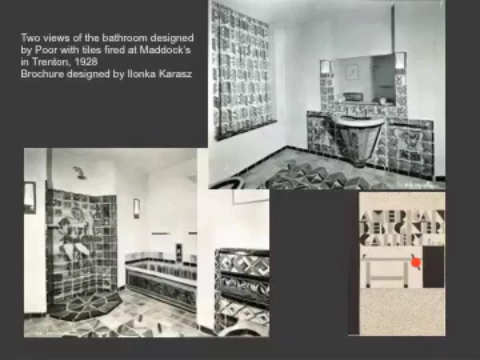 Two views of the bathroom designed
by Poor with tiles fired at Maddock's
in Trenton, 1928
Brochure designed by Ilonka Karasz
AMERICAN
DESIGNERS
GALLERY